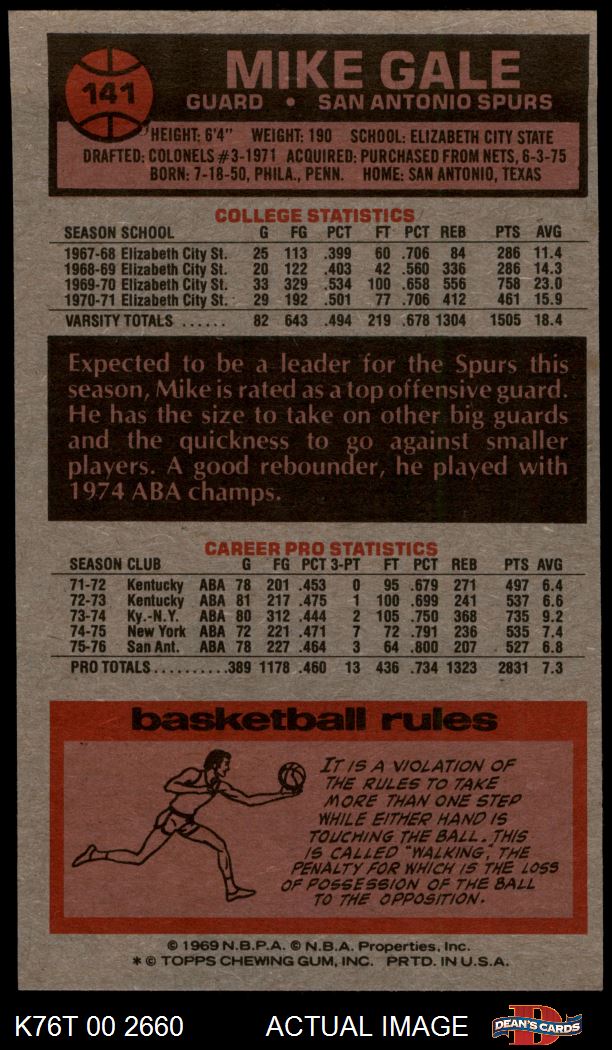 141
MIKE GALE
GUARD • SAN ANTONIO SPURS
HEIGHT: 6'4" WEIGHT: 190 SCHOOL: ELIZABETH CITY STATE
DRAFTED: COLONELS #3-1971 ACQUIRED: PURCHASED FROM NETS, 6-3-75
BORN: 7-18-50, PHILA., PENN. HOME: SAN ANTONIO, TEXAS
COLLEGE STATISTICS
SEASON SCHOOL G FG PCT FT PCT REB PTS AVG
1967-68 Elizabeth City St. 25 113 .399 60 .706 84 286 11.4
1968-69 Elizabeth City St. 20 122 .403 42 .560 336 286 14.3
1969-70 Elizabeth City St. 33 329 .534 100 .658 556 758 23.0
1970-71 Elizabeth City St. 29 192 .501 77 .706 412 461 15.9
VARSITY TOTALS ...... 82 643 .494 219 .678 1304 1505 18.4
Expected to be a leader for the Spurs this
season, Mike is rated as a top offensive guard.
He has the size to take on other big guards
and the quickness to go against smaller
players. A good rebounder, he played with
1974 ABA champs.
CAREER PRO STATISTICS
SEASON CLUB G FG PCT 3-PT FT PCT REB PTS AVG
71-72 Kentucky ABA 78 201 .453 0 95 .679 271 497 6.4
72-73 Kentucky ABA 81 217 .475 1 100 .699 241 537 6.6
73-74 Ky.-N.Y. ABA 80 312 .444 2 105 .750 368 735 9.2
74-75 New York ABA 72 221 .471 7 72 .791 236 535 7.4
75-76 San Ant. ABA 78 227 .464 3 64 .800 207 527 6.8
PRO TOTALS..........389 1178 .460 13 436 .734 1323 2831 7.3
basketball rules
IT IS A VIOLATION OF
THE RULES TO TAKE
MORE THAN ONE STEP
WHILE EITHER HAND IS
TOUCHING THE BALL. THIS
IS CALLED "WALKING", THE
PENALTY FOR WHICH IS THE LOSS
OF POSSESSION OF THE BALL
TO THE OPPOSITION.
© 1969 N.B.P.A. © N.B.A. Properties, Inc.
* © TOPPS CHEWING GUM, INC. PRTD. IN U.S.A.
K76T 00 2660 ACTUAL IMAGE
D DEAN'S CARDS